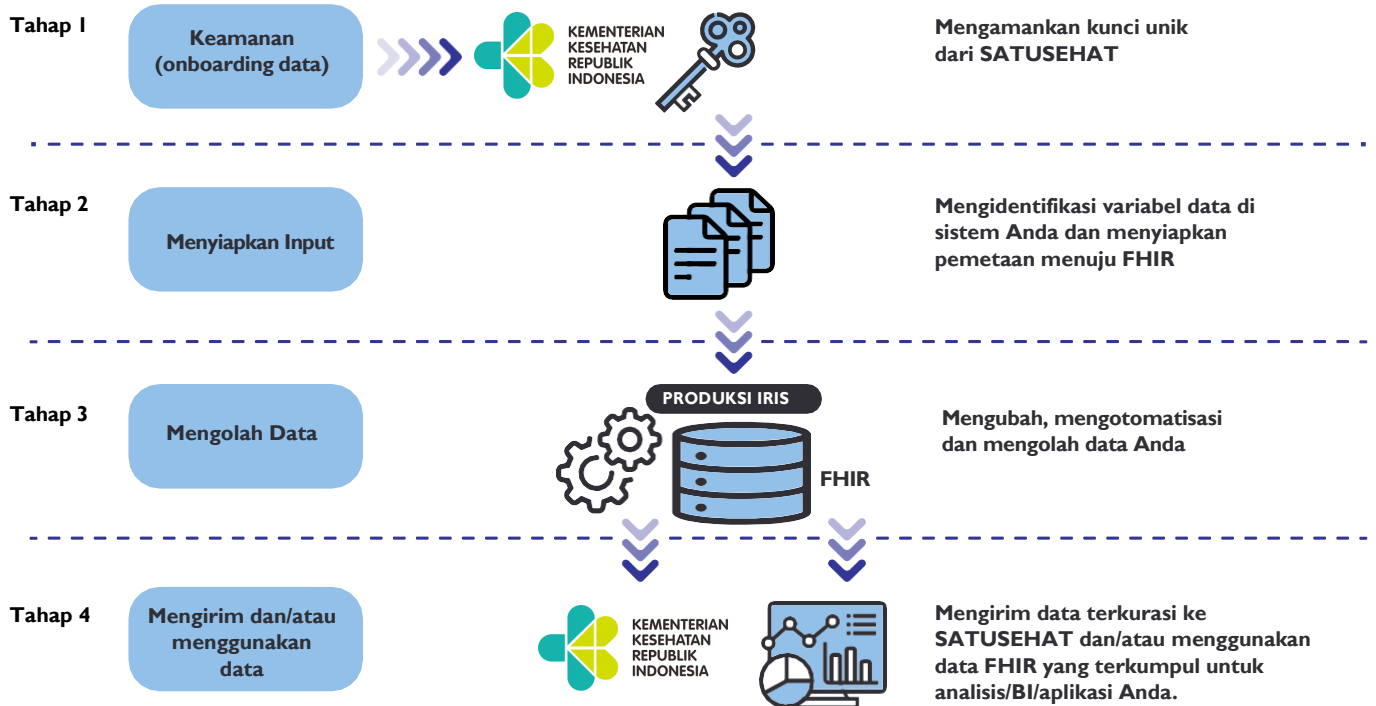 Tahap 1
Keamanan
(onboarding data)
KEMENTERIAN
KESEHATAN
REPUBLIK
INDONESIA
Mengamankan kunci unik
dari SATUSEHAT
Tahap 2
Menyiapkan Input
Mengidentifikasi variabel data di
sistem Anda dan menyiapkan
pemetaan menuju FHIR
Tahap 3
Mengolah Data
PRODUKSI IRIS
FHIR
Mengubah, mengotomatisasi
dan mengolah data Anda
Tahap 4
Mengirim dan/atau
menggunakan
data
KEMENTERIAN
KESEHATAN
REPUBLIK
INDONESIA
Mengirim data terkurasi ke
SATUSEHAT dan/atau menggunakan
data FHIR yang terkumpul untuk
analisis/BI/aplikasi Anda.